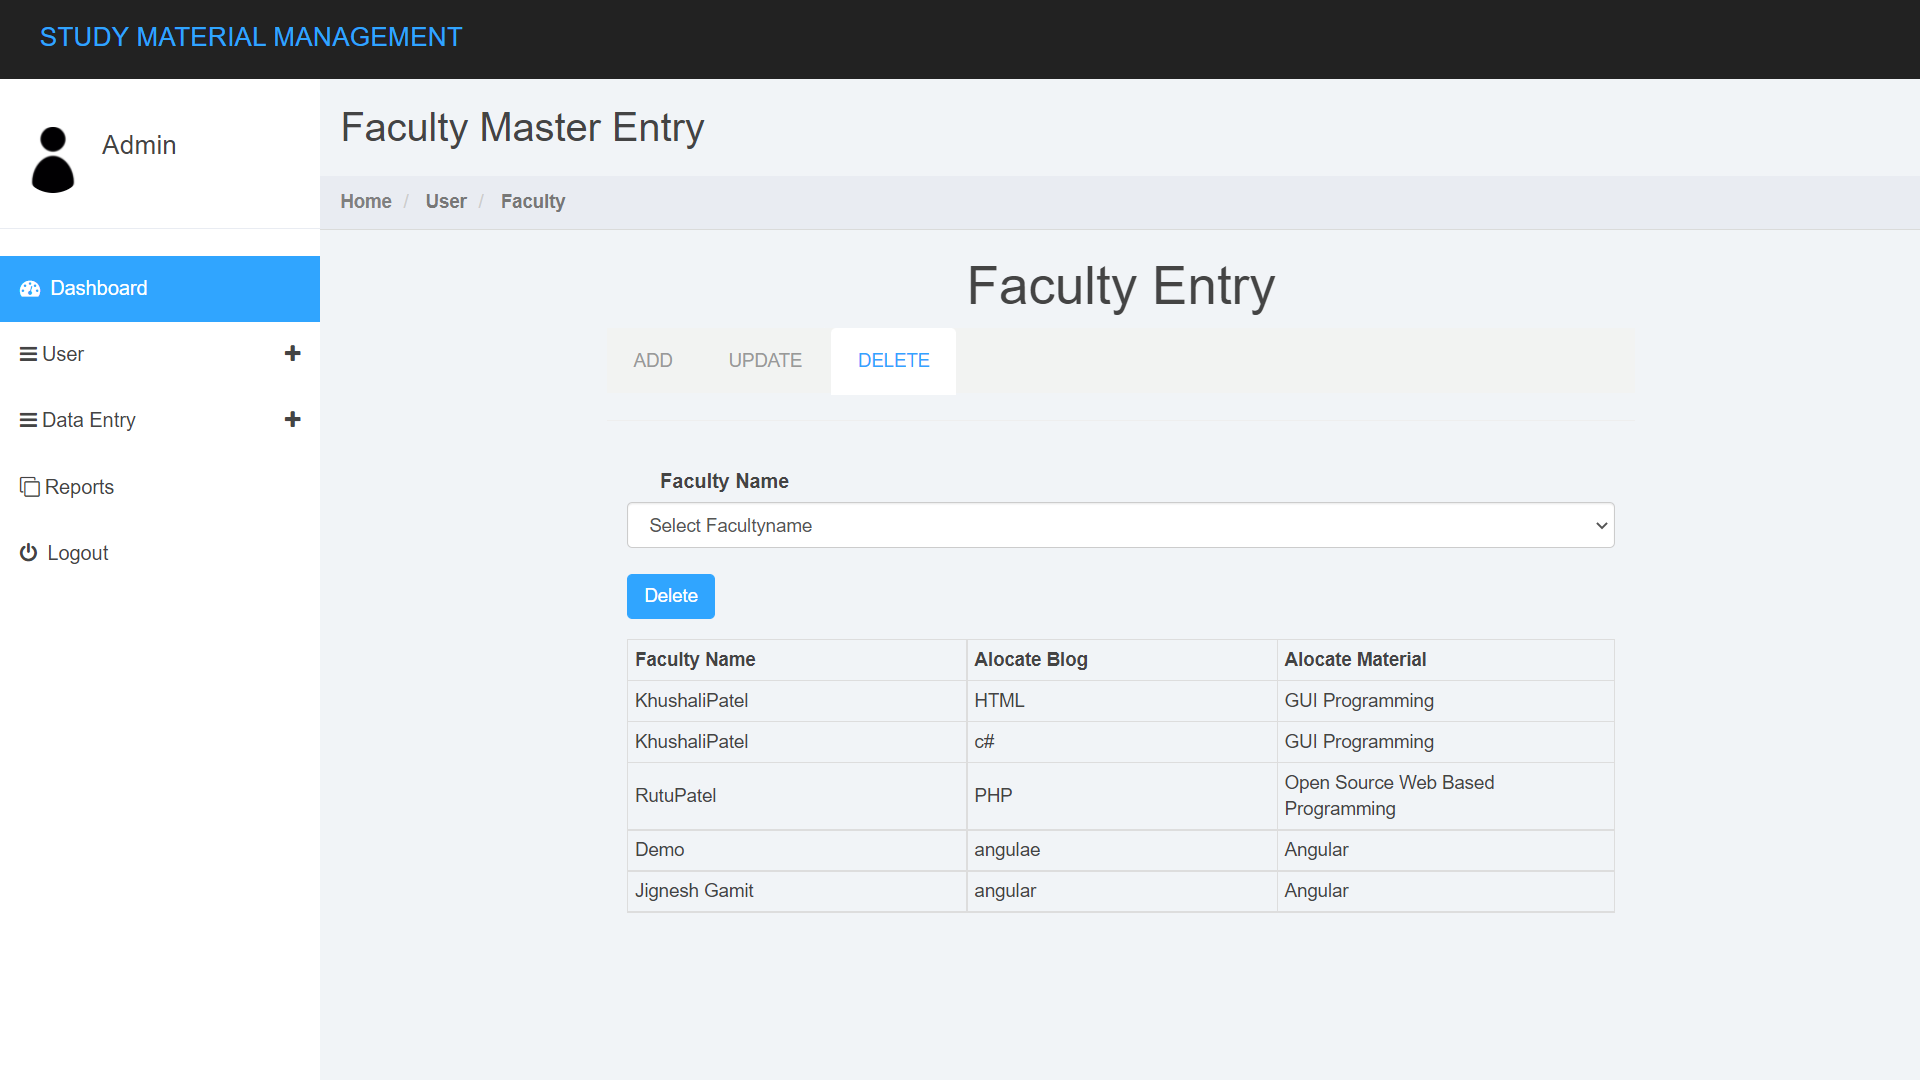 STUDY MATERIAL MANAGEMENT
Admin
Dashboard
User
Data Entry
Reports
Logout
Faculty Master Entry
Home / User / Faculty
Faculty Entry
ADD UPDATE DELETE
Faculty Name
Select Facultyname
Delete
Faculty Name Alocate Blog Alocate Material
KhushaliPatel HTML GUI Programming
KhushaliPatel c# GUI Programming
RutuPatel PHP Open Source Web Based
Programming
Demo angulae Angular
Jignesh Gamit angular Angular